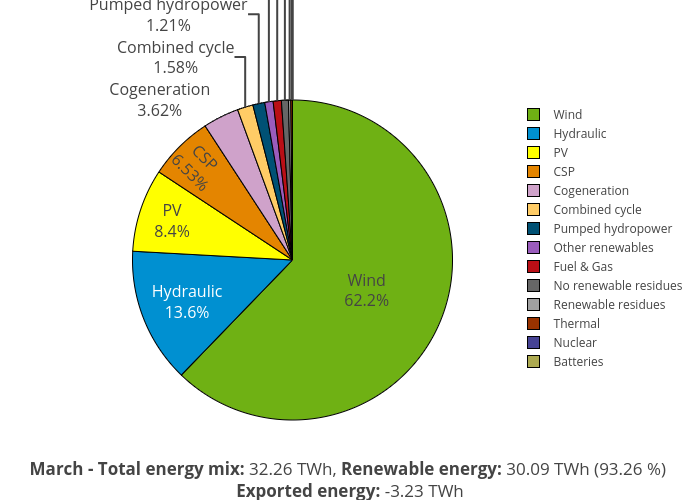 Pumped hydropower
1.21%
Combined cycle
1.58%
Cogeneration
3.62%
CSP
6.53%
PV
8.4%
Hydraulic
13.6%
Wind
62.2%
Wind
Hydraulic
PV
CSP
Cogeneration
Combined cycle
Pumped hydropower
Other renewables
Fuel & Gas
No renewable residues
Renewable residues
Thermal
Nuclear
Batteries
March - Total energy mix: 32.26 TWh, Renewable energy: 30.09 TWh (93.26 %)
Exported energy: -3.23 TWh